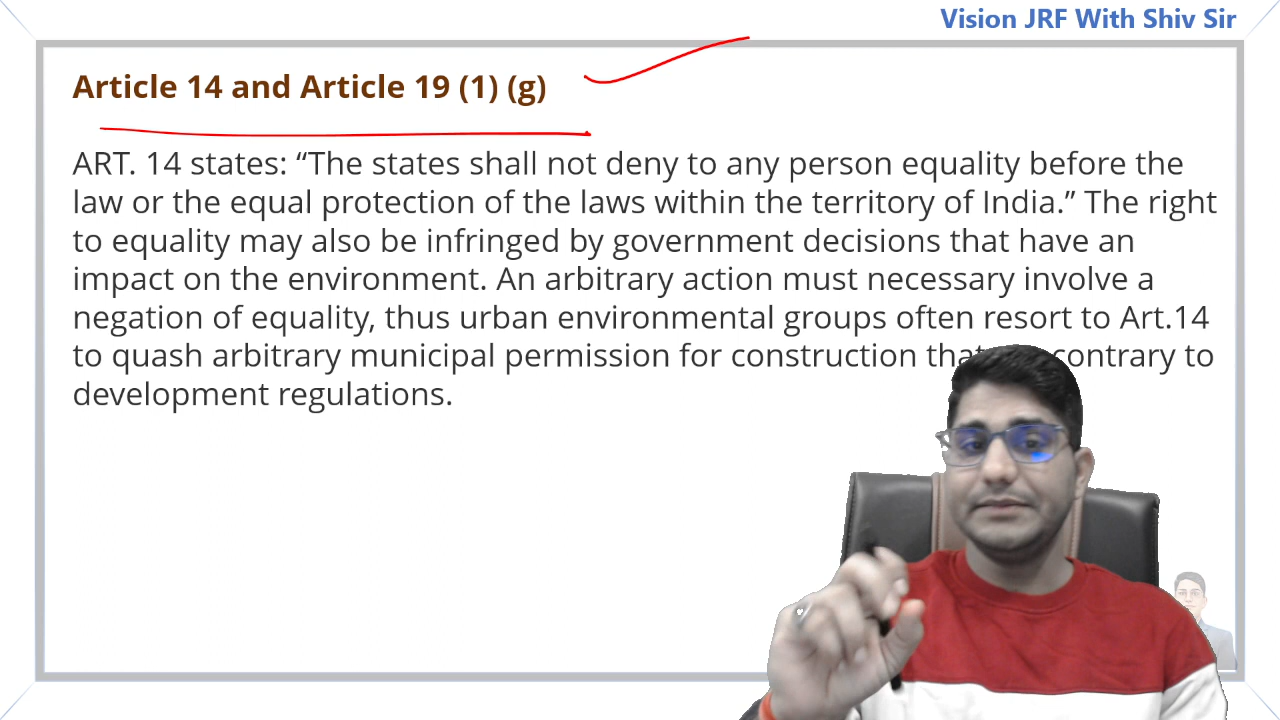 Vision JRF With Shiv Sir
Article 14 and Article 19 (1) (g)
ART. 14 states: “The states shall not deny to any person equality before the
law or the equal protection of the laws within the territory of India.” The right
to equality may also be infringed by government decisions that have an
impact on the environment. An arbitrary action must necessary involve a
negation of equality, thus urban environmental groups often resort to Art.14
to quash arbitrary municipal permission for construction contrary to
development regulations.